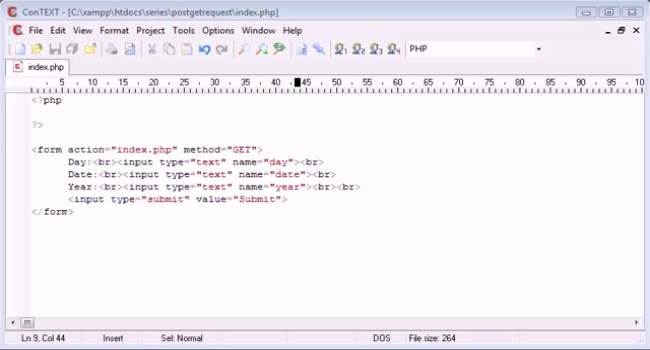 ConTEXT - [C:\xampp\htdocs\series\postgetrequest\index.php]
File Edit View Format Project Tools Options Window Help
1 2 3 4 PHP
index.php
5 10 15 20 25 30 35 40 45 50 55 60 65 70 75 80 85 90 95 10
<?php
?>
<form action="index.php" method="GET">
Day:<br><input type="text" name="day"><br>
Date:<br><input type="text" name="date"><br>
Year:<br><input type="text" name="year"><br><br>
<input type="submit" value="Submit">
</form>
Ln 9, Col 44 Insert Sel: Normal DOS File size: 264